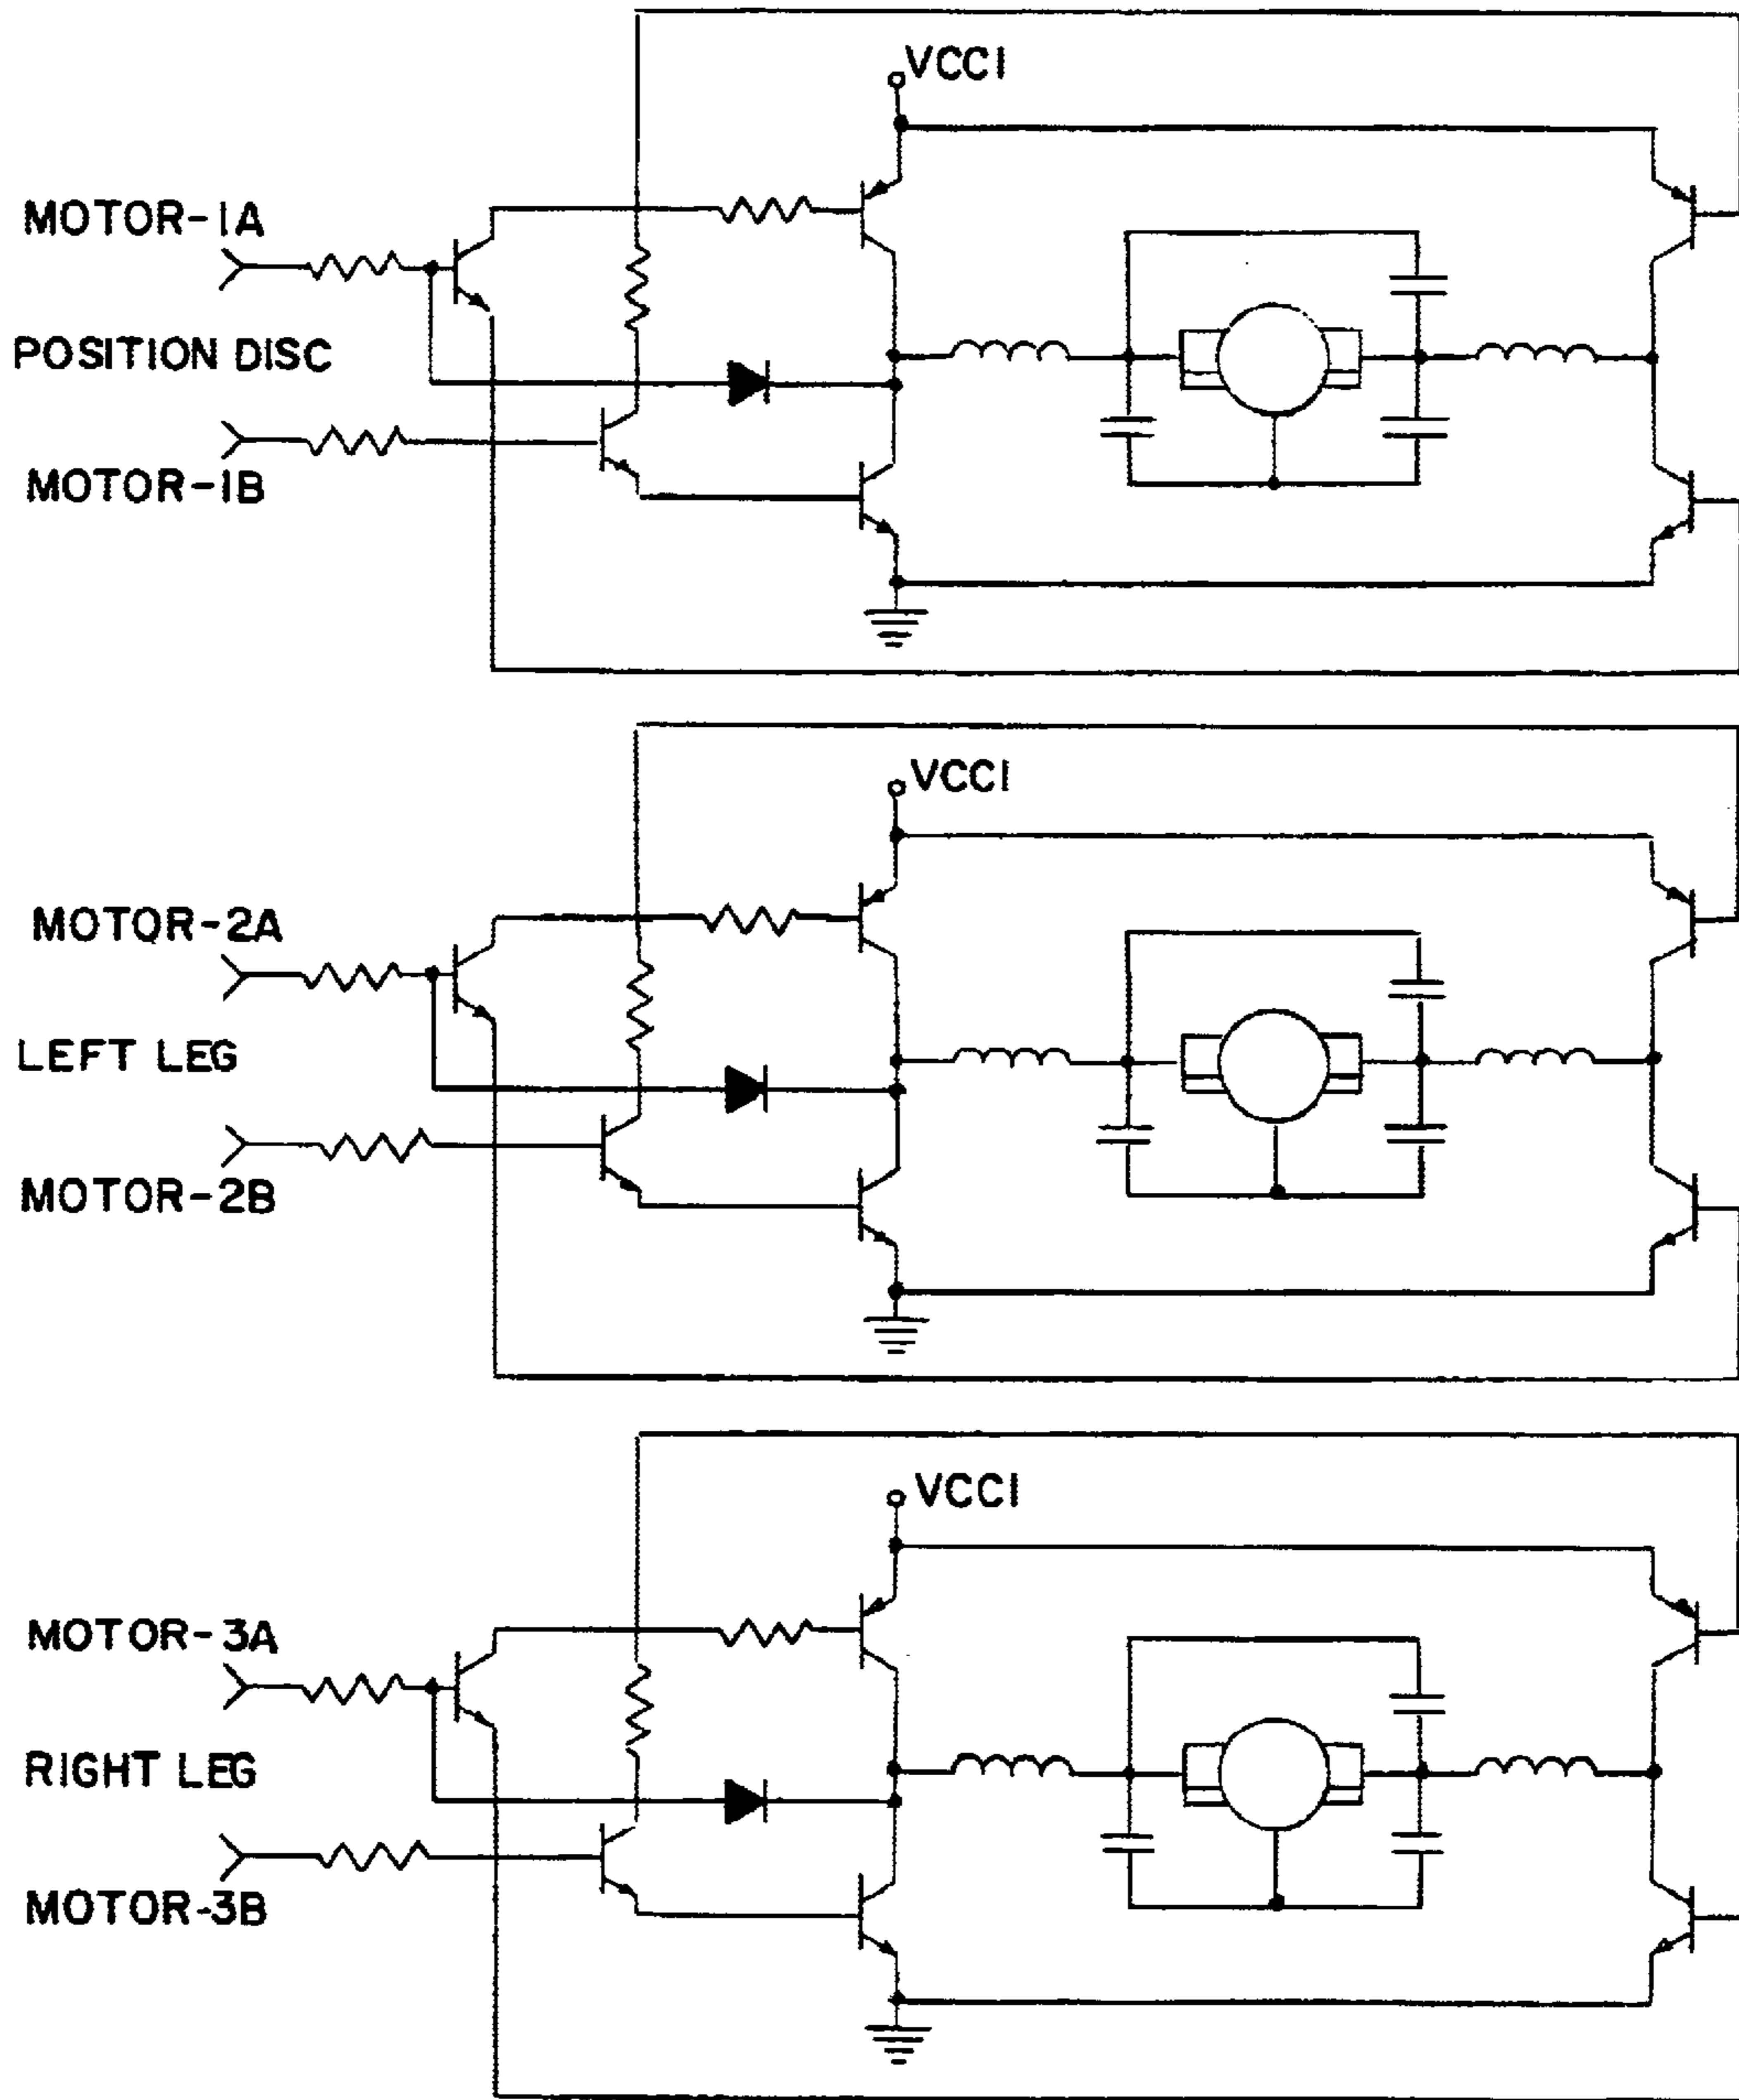 VCC1
MOTOR-1A
POSITION DISC
MOTOR-1B
VCC1
MOTOR-2A
LEFT LEG
MOTOR-2B
VCC1
MOTOR-3A
RIGHT LEG
MOTOR-3B